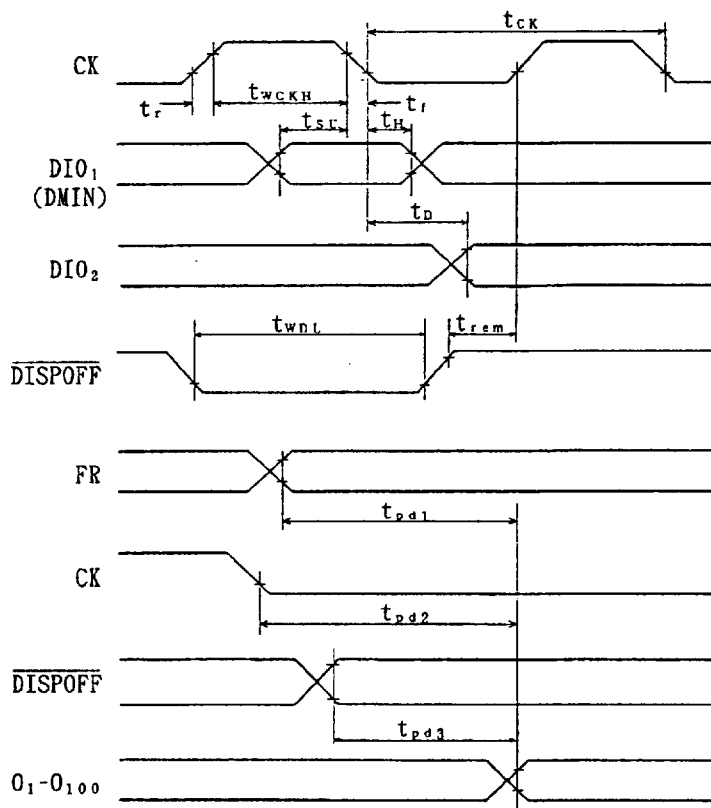 tCK
CK
tr
tWCKH
tf
tSU
tH
DIO1
(DMIN)
tD
DIO2
tWDL
trem
DISPOFF
FR
tpd1
CK
tpd2
DISPOFF
tpd3
O1-O100